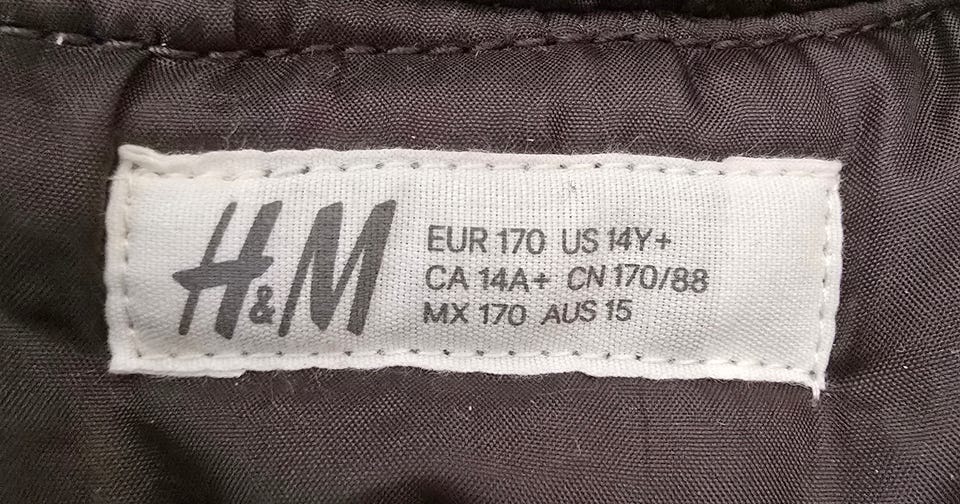 H&M
EUR 170 US 14Y+
CA 14A+ CN 170/88
MX 170 AUS 15